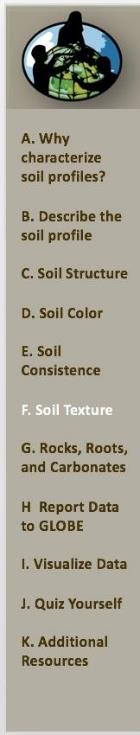 A. Why
characterize
soil profiles?
B. Describe the
soil profile
C. Soil Structure
D. Soil Color
E. Soil
Consistence
F. Soil Texture
G. Rocks, Roots,
and Carbonates
H Report Data
to GLOBE
I. Visualize Data
J. Quiz Yourself
K. Additional
Resources